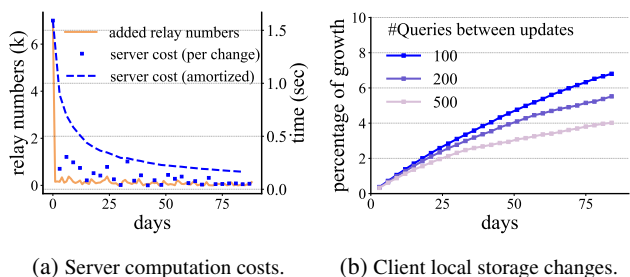 added relay numbers
server cost (per change)
server cost (amortized)
relay numbers (k)
6
4
2
0
1.5
1.0
0.5
0.0
time (sec)
0
25
50
75
days
(a) Server computation costs.
#Queries between updates
100
200
500
percentage of growth
10
8
6
4
2
0
0
25
50
75
days
(b) Client local storage changes.